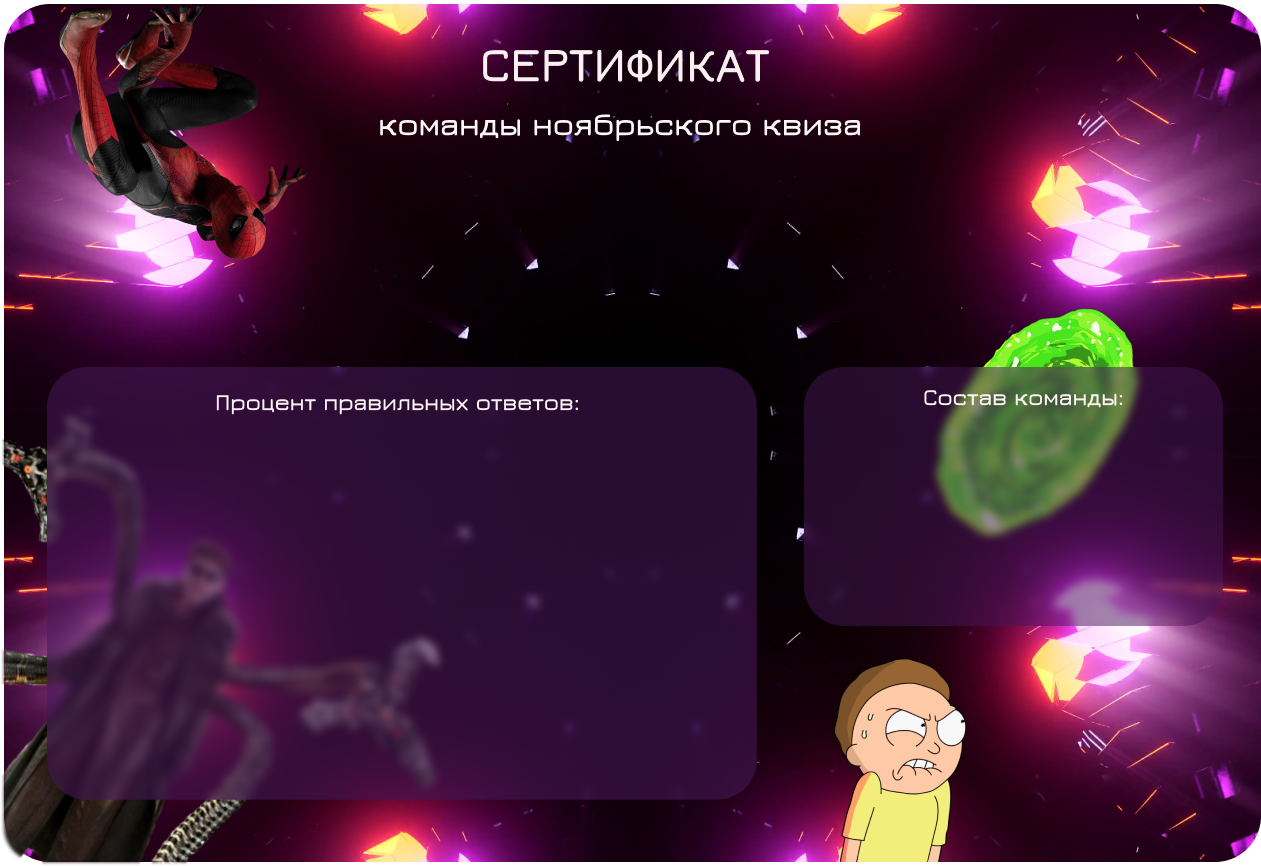 СЕРТИФИКАТ
команды ноябрьского квиза
Процент правильных ответов:
Состав команды: